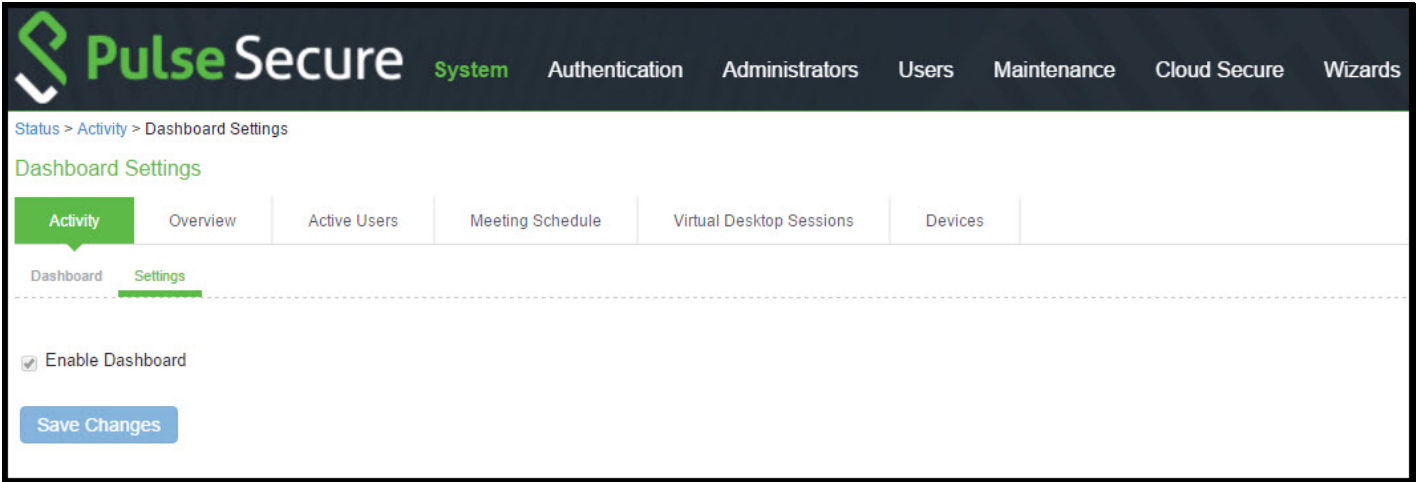 Pulse Secure System Authentication Administrators Users Maintenance Cloud Secure Wizards
Status > Activity > Dashboard Settings
Dashboard Settings
Activity Overview Active Users Meeting Schedule Virtual Desktop Sessions Devices
Dashboard Settings
Enable Dashboard
Save Changes